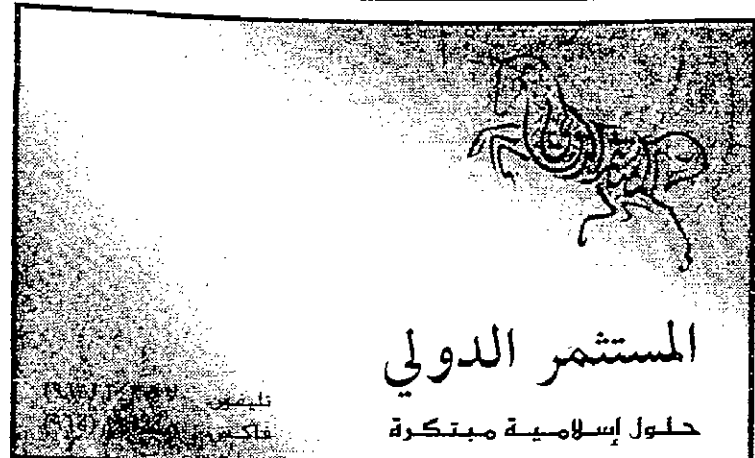 المستثمر الدولي
حلول إسلامية مبتكرة
تليفون
فاكس